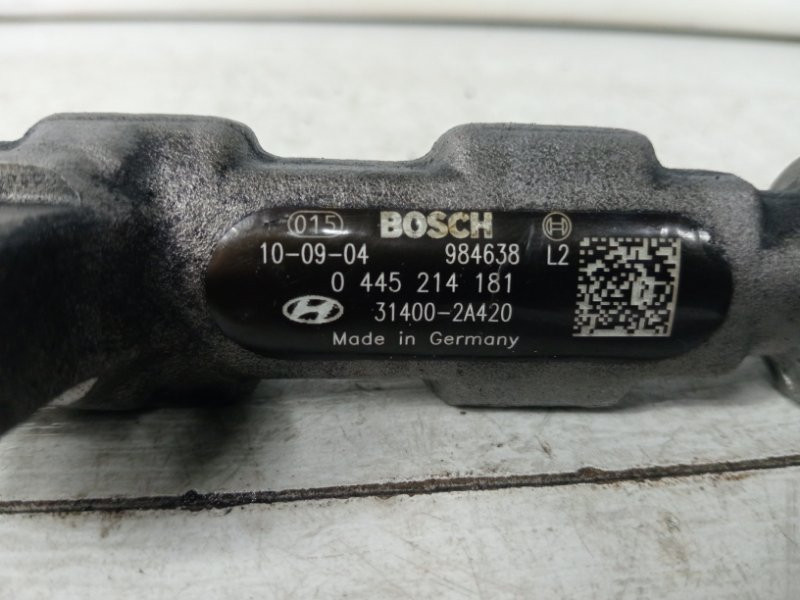 015 BOSCH
10-09-04 984638 L2
0 445 214 181
31400-2A420
Made in Germany